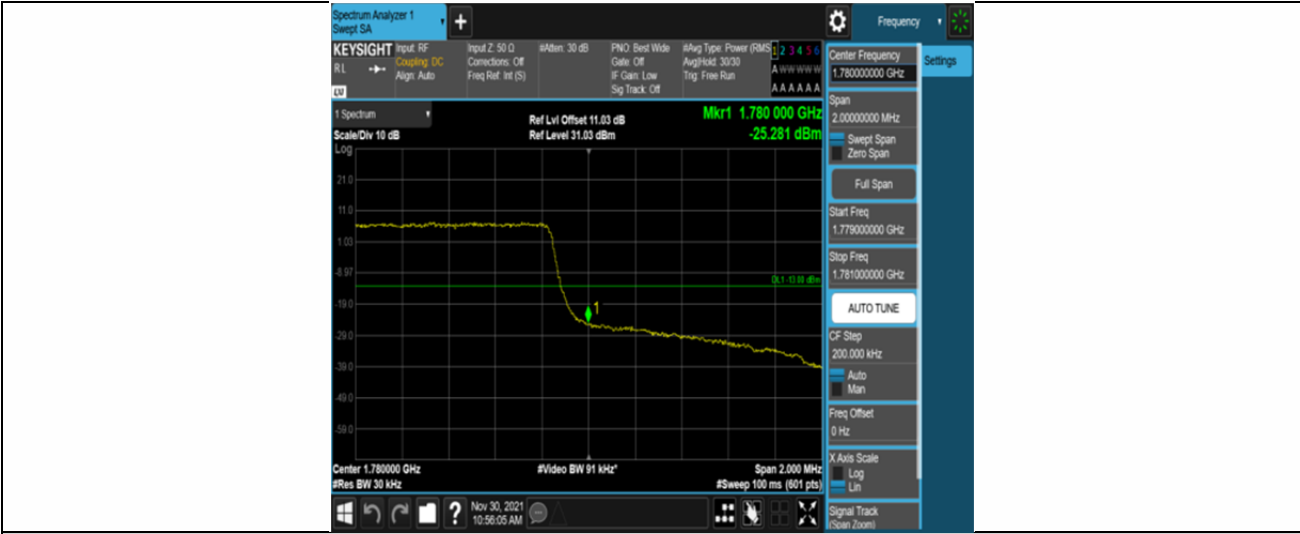 Spectrum Analyzer 1
Swept SA
Frequency
KEYSIGHT
Input: RF
Input Z: 50 Ω
#Atten: 30 dB
PNO: Best Wide
#Avg Type: Power (RMS
1 2 3 4 5 6
R L
Coupling: DC
Corrections: Off
Gate: Off
Avg|Hold: 30/30
A W W W W W
Align: Auto
Freq Ref: Int (S)
IF Gain: Low
Trig: Free Run
Sig Track: Off
A A A A A A
1 Spectrum
Scale/Div 10 dB
Ref Lvl Offset 11.03 dB
Ref Level 31.03 dBm
Mkr1 1.780 000 GHz
-25.281 dBm
Log
21.0
11.0
1.03
-8.97
-19.0
-29.0
-39.0
-49.0
-59.0
DL1 -13.00 dBm
1
Center 1.780000 GHz
#Video BW 91 kHz*
Span 2.000 MHz
#Res BW 30 kHz
#Sweep 100 ms (601 pts)
Nov 30, 2021
10:56:05 AM
Center Frequency
1.780000000 GHz
Settings
Span
2.00000000 MHz
Swept Span
Zero Span
Full Span
Start Freq
1.779000000 GHz
Stop Freq
1.781000000 GHz
AUTO TUNE
CF Step
200.000 kHz
Auto
Man
Freq Offset
0 Hz
X Axis Scale
Log
Lin
Signal Track
(Span Zoom)